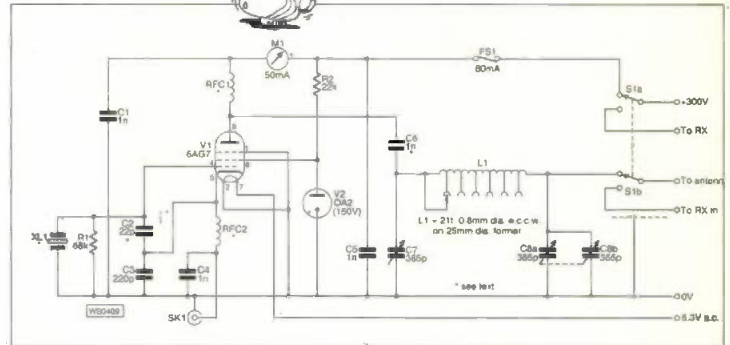 M1
50mA
FS1
80mA
RFC1
R2
22k
S1a
+300V
To RX
C1
1n
V1
6AG7
C6
1n
*
L1
To antenn
S1b
To RX in
L1 = 21t 0.8mm dia. e.c.c.w.
on 25mm dia. former
V2
OA2
(150V)
XL1
R1
68k
C2
22p
*
RFC2
C3
220p
C4
1n
C5
1n
C7
365p
C8a
365p
C8b
365p
* see text
0V
6.3V a.c.
SK1